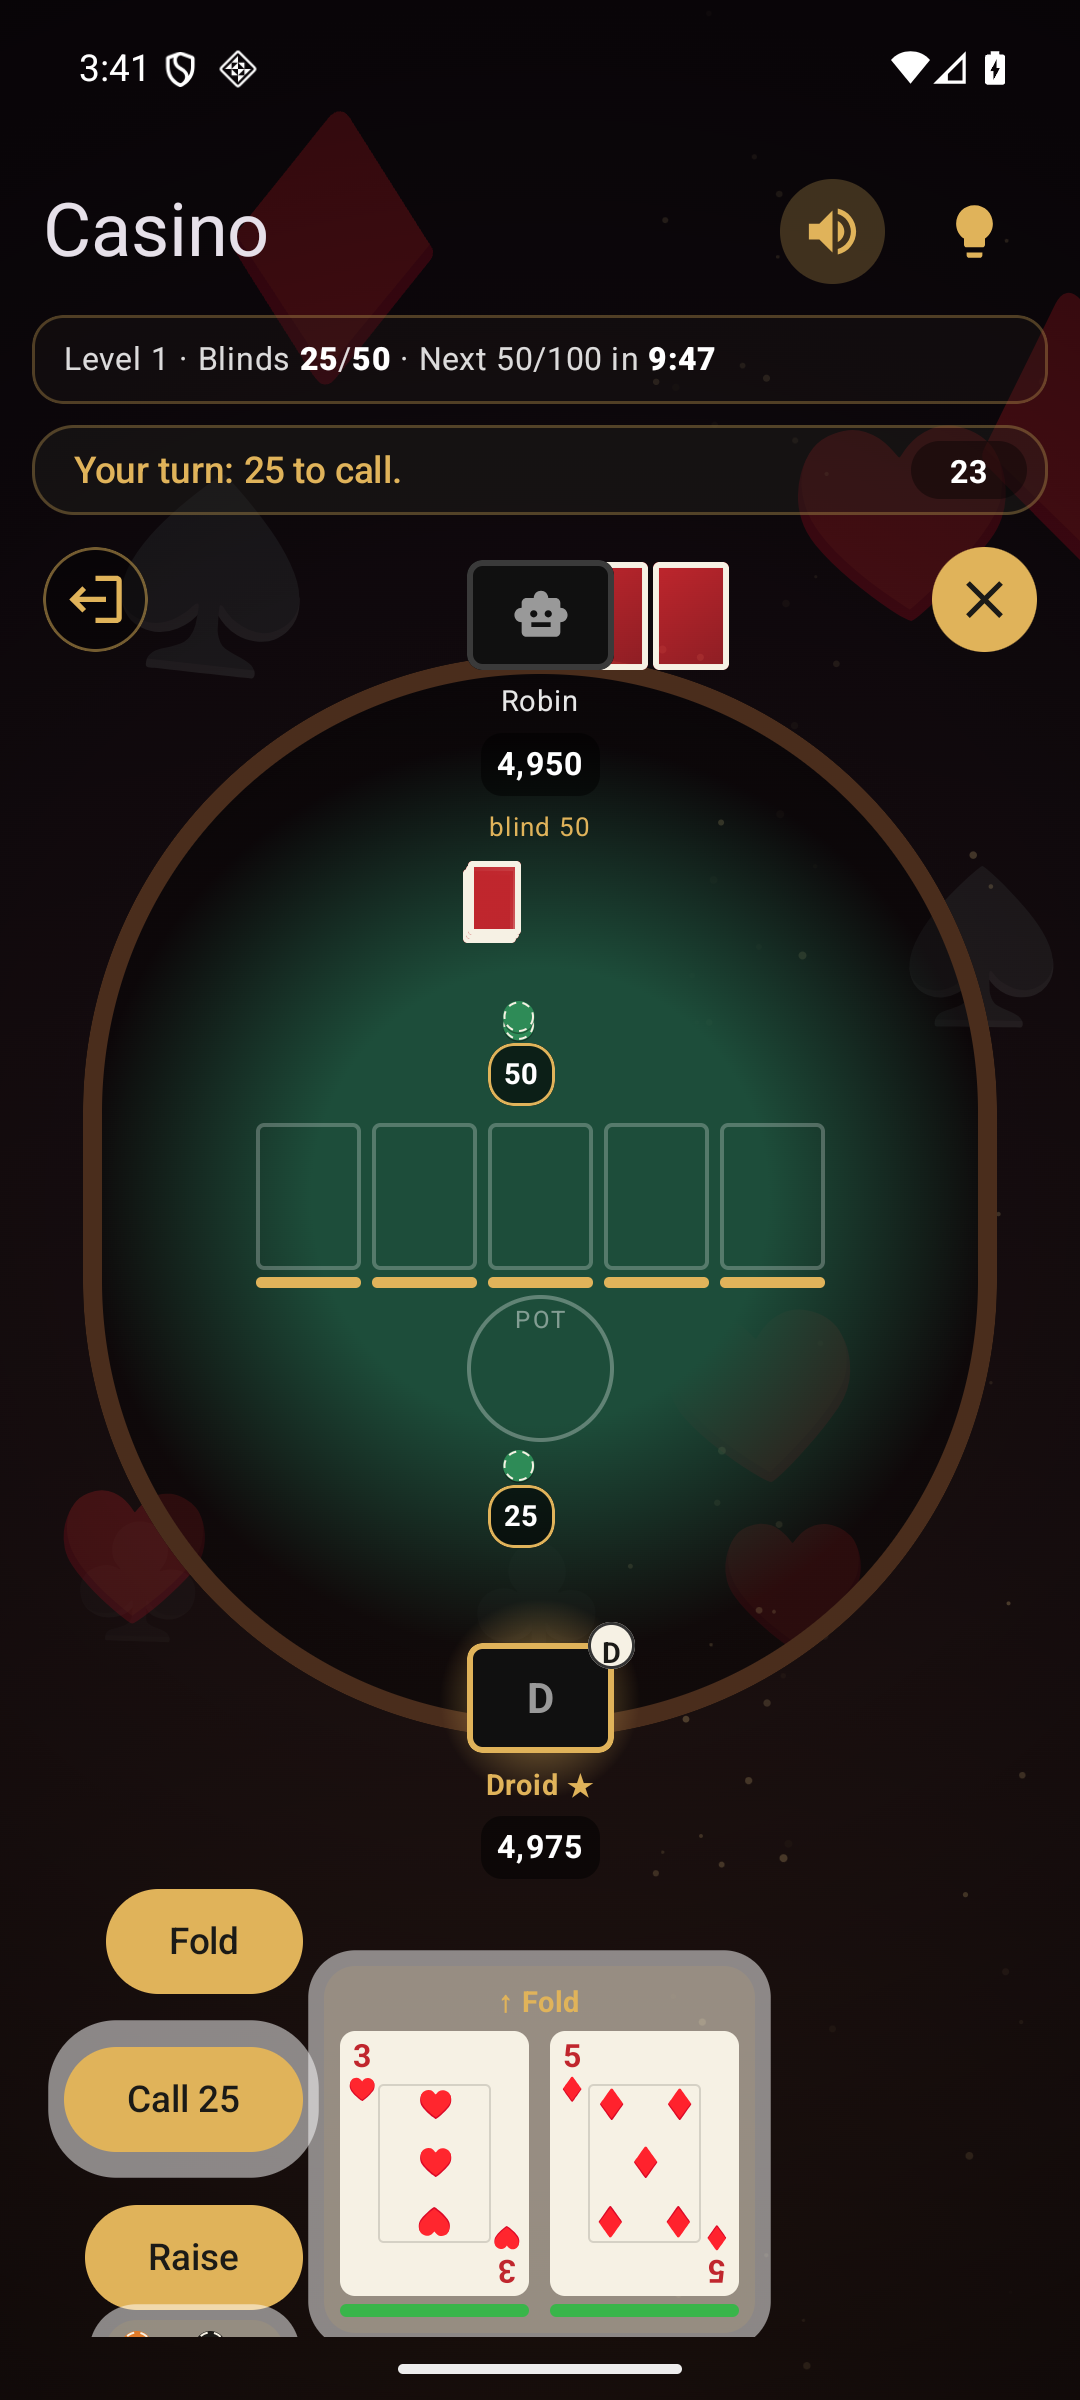 3:41
Casino
Level 1 · Blinds 25/50 · Next 50/100 in 9:47
Your turn: 25 to call.
23
Robin
4,950
blind 50
50
POT
25
D
D
Droid ★
4,975
Fold
↑ Fold
Call 25
3
5
3
5
Raise